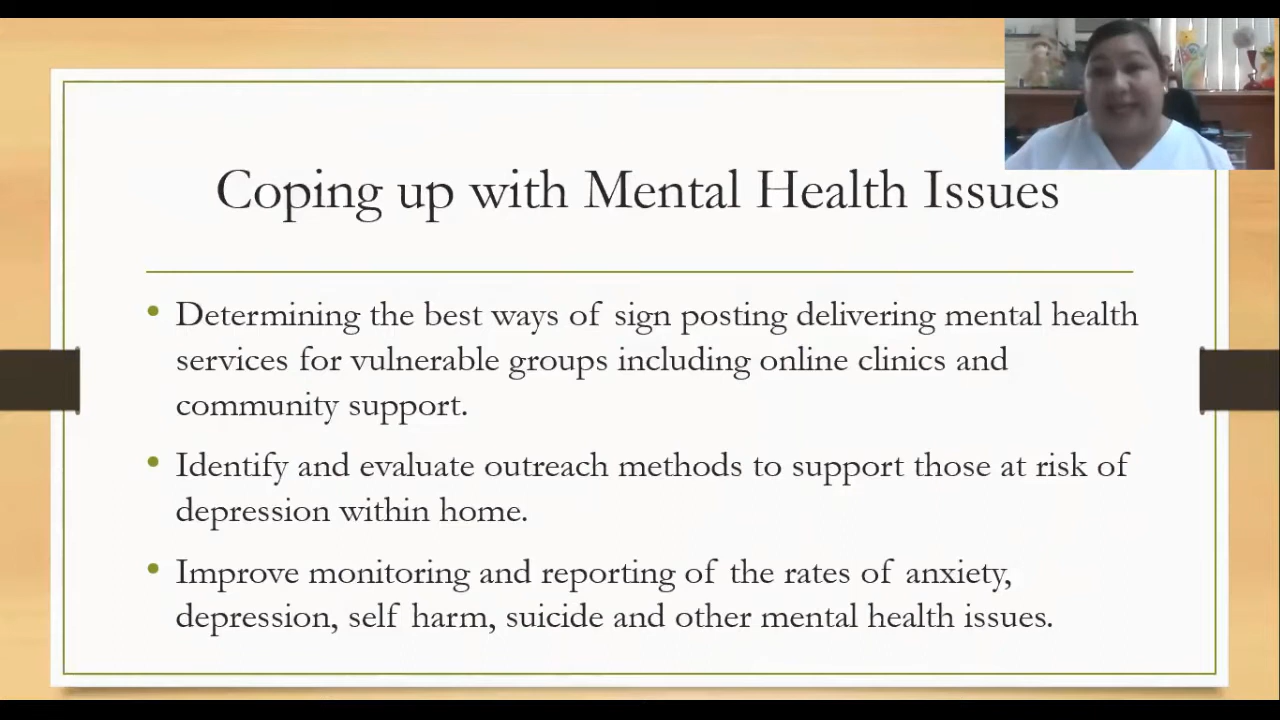 Coping up with Mental Health Issues
• Determining the best ways of sign posting delivering mental health
services for vulnerable groups including online clinics and
community support.
• Identify and evaluate outreach methods to support those at risk of
depression within home.
• Improve monitoring and reporting of the rates of anxiety,
depression, self harm, suicide and other mental health issues.